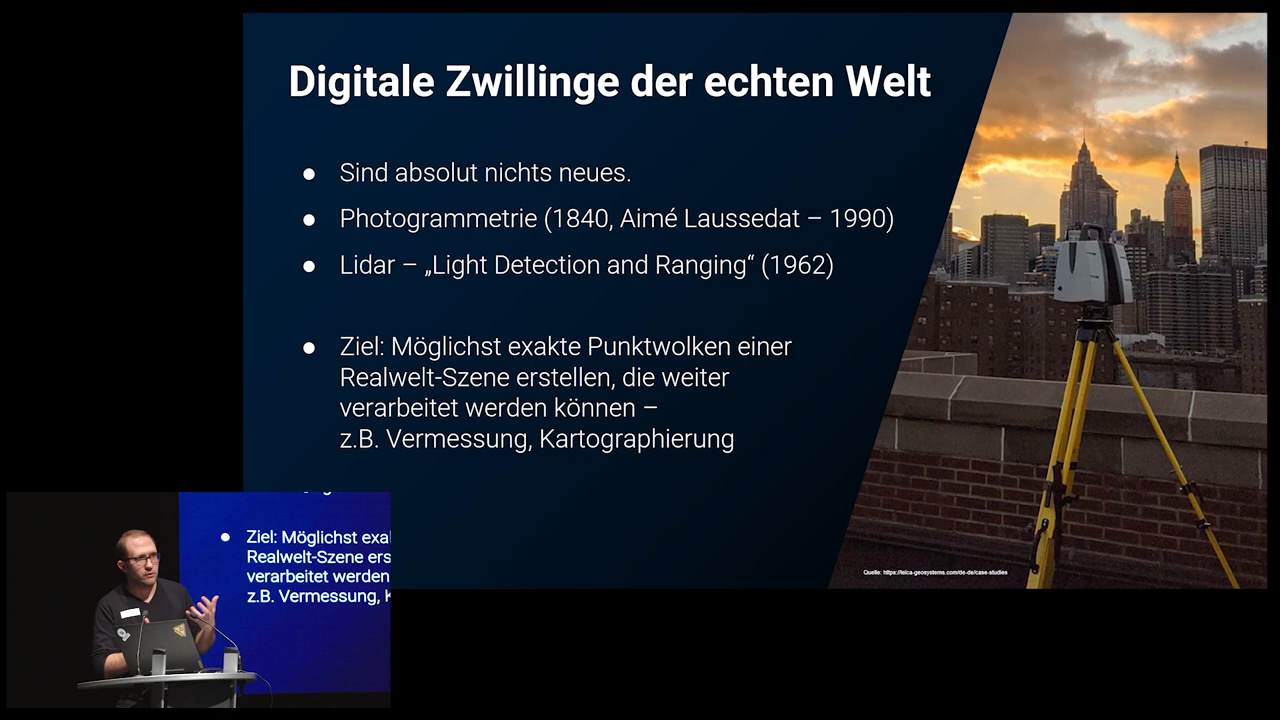 Digitale Zwillinge der echten Welt
● Sind absolut nichts neues.
● Photogrammetrie (1840, Aimé Laussedat – 1990)
● Lidar – „Light Detection and Ranging“ (1962)
● Ziel: Möglichst exakte Punktwolken einer
Realwelt-Szene erstellen, die weiter
verarbeitet werden können –
z.B. Vermessung, Kartographierung
Quelle: https://leica-geosystems.com/de-de/case-studies
● Ziel: Möglichst exa
Realwelt-Szene ers
verarbeitet werden
z.B. Vermessung, K